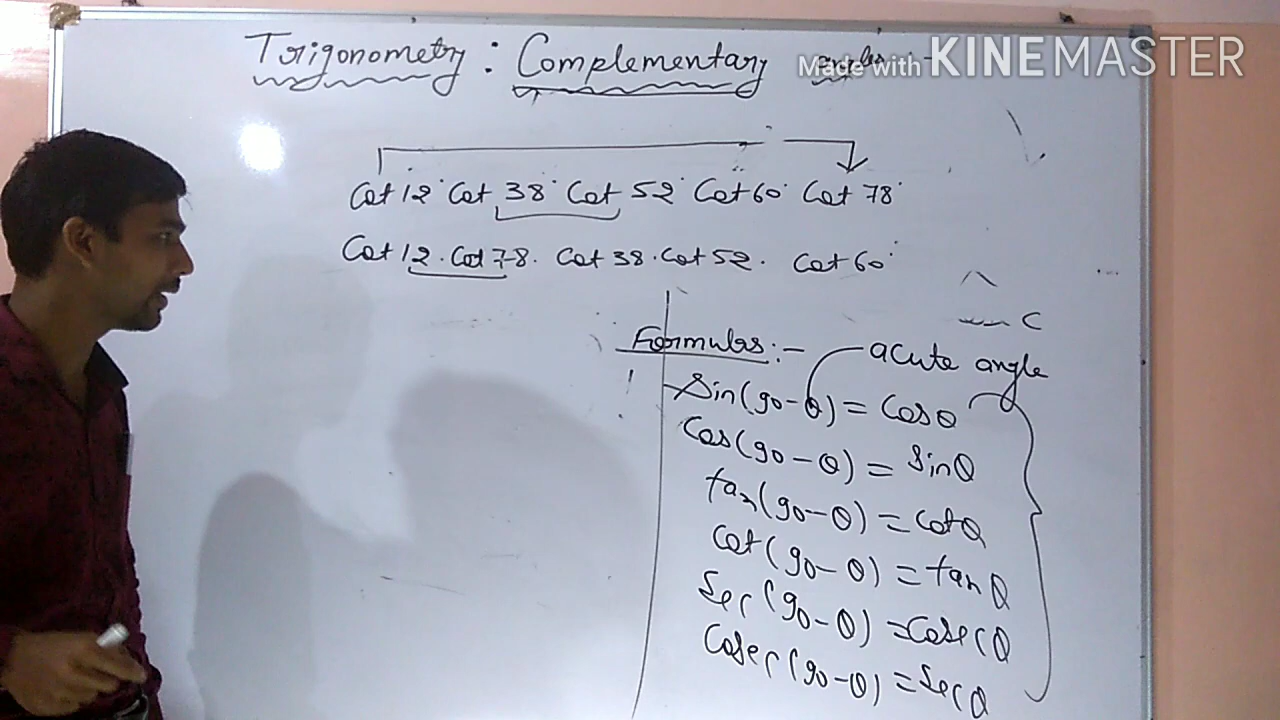 Trigonometry : Complementary angles :-
Made with KINEMASTER
Cot 12° Cot 38° Cot 52° Cot 60° Cot 78°
Cot 12 . Cot 78 . Cot 38 . Cot 52 . Cot 60°
C
Formulas :-
acute angle
Sin(90-θ) = Cosθ
Cos(90-θ) = Sinθ
tan(90-θ) = Cotθ
Cot(90-θ) = tanθ
Sec(90-θ) = Cosecθ
Cosec(90-θ) = Secθ